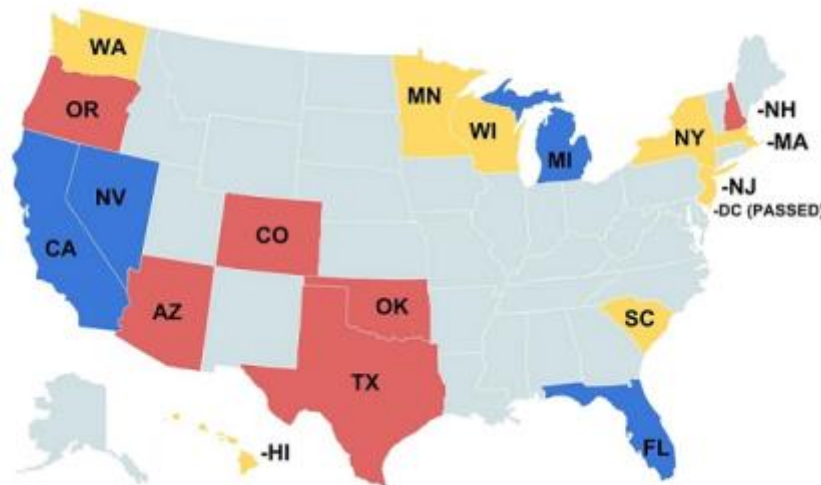 WA
OR
MN
WI
MI
NY
-NH
-MA
-NJ
-DC (PASSED)
NV
CA
CO
AZ
OK
SC
TX
FL
-HI